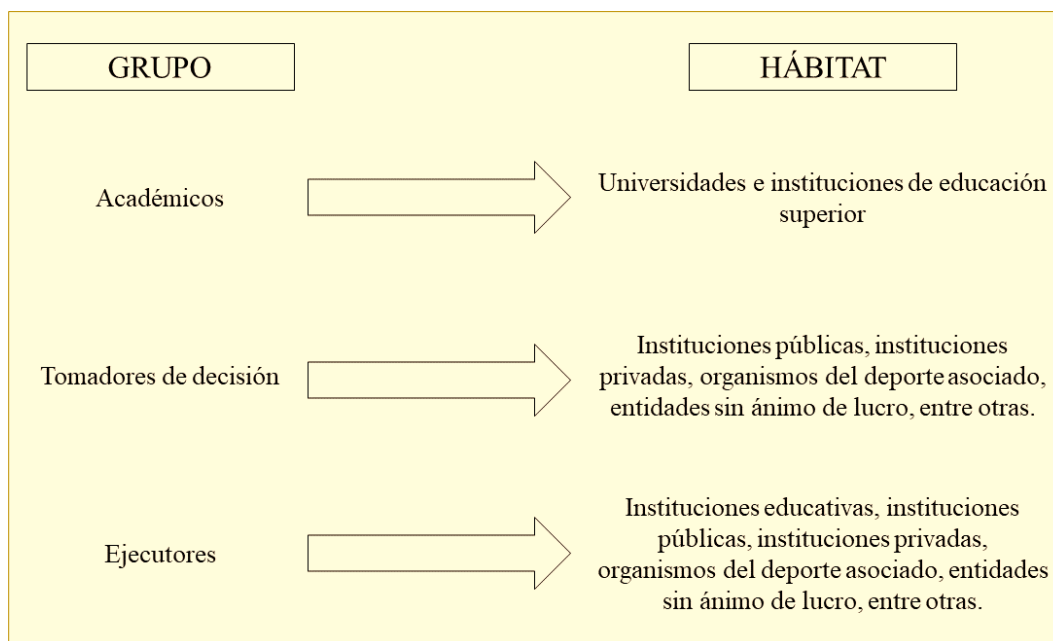 GRUPO
HÁBITAT
Académicos
Universidades e instituciones de educación
superior
Tomadores de decisión
Instituciones públicas, instituciones
privadas, organismos del deporte asociado,
entidades sin ánimo de lucro, entre otras.
Ejecutores
Instituciones educativas, instituciones
públicas, instituciones privadas,
organismos del deporte asociado, entidades
sin ánimo de lucro, entre otras.